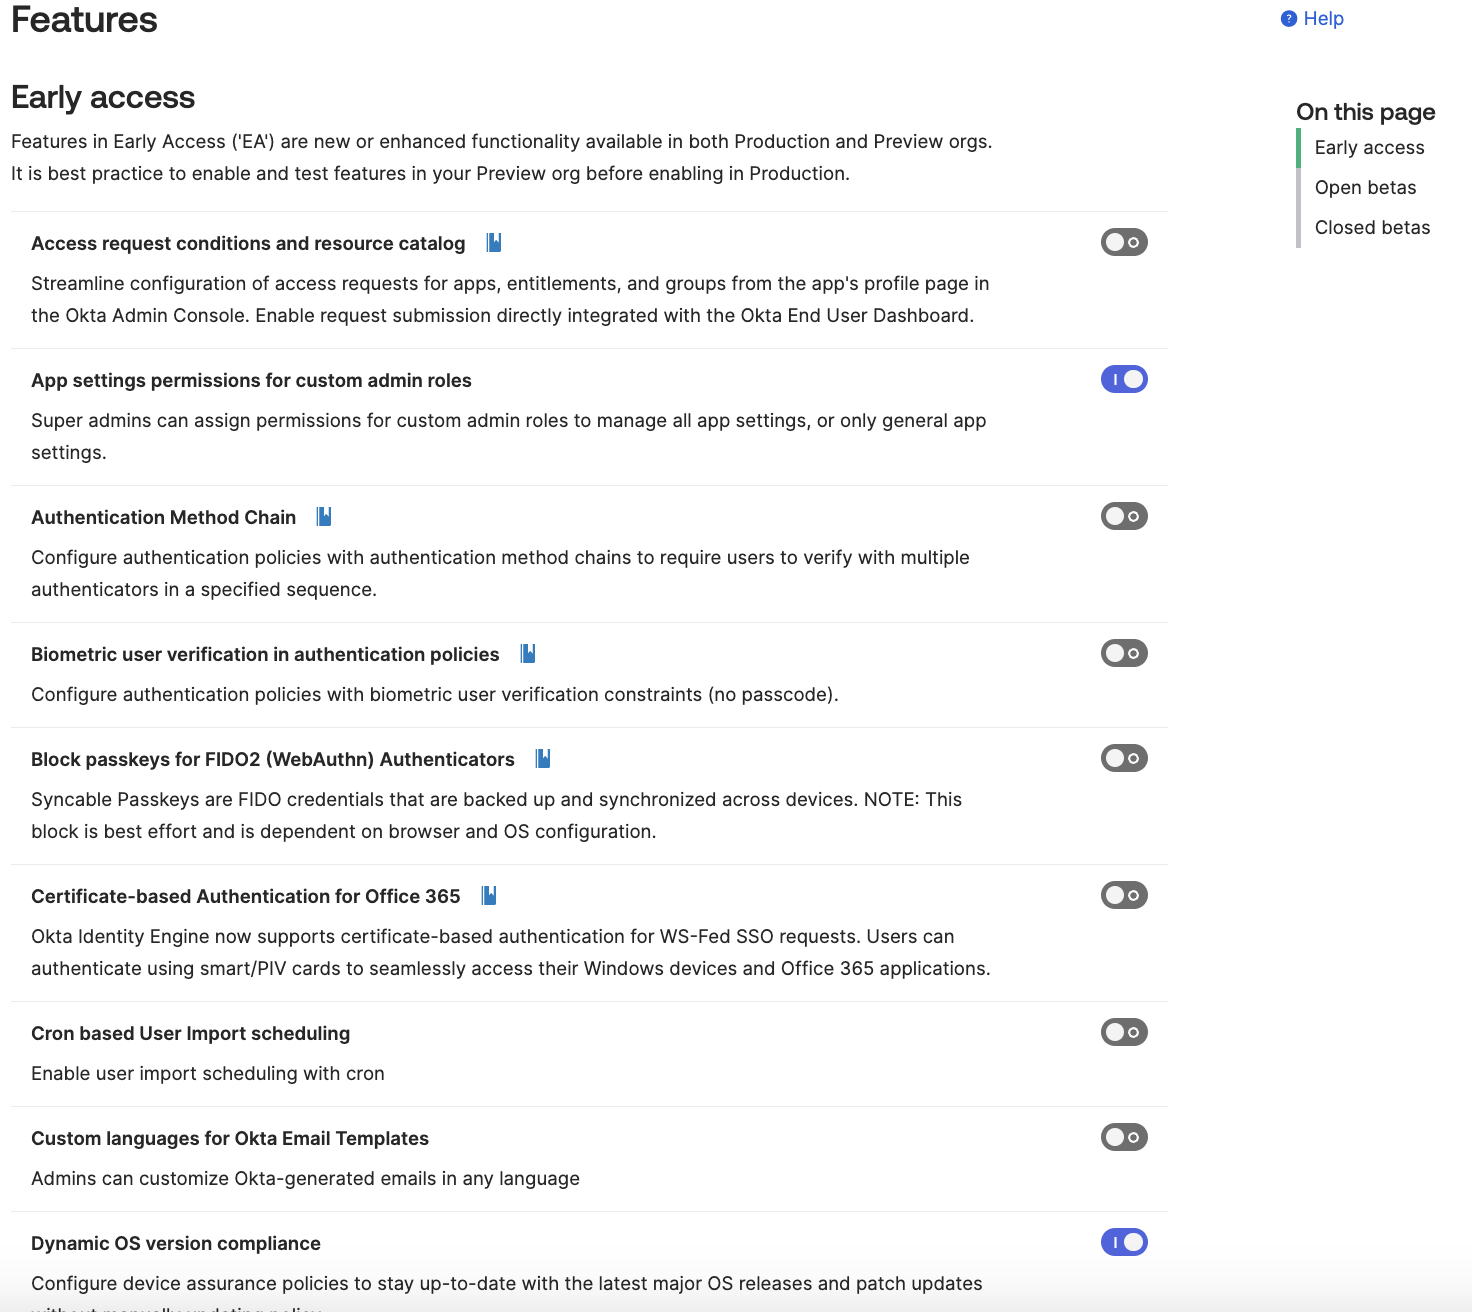 Features
Help
Early access
On this page
Features in Early Access ('EA') are new or enhanced functionality available in both Production and Preview orgs.
It is best practice to enable and test features in your Preview org before enabling in Production.
Early access
Open betas
Closed betas
Access request conditions and resource catalog
Streamline configuration of access requests for apps, entitlements, and groups from the app's profile page in
the Okta Admin Console. Enable request submission directly integrated with the Okta End User Dashboard.
App settings permissions for custom admin roles
Super admins can assign permissions for custom admin roles to manage all app settings, or only general app
settings.
Authentication Method Chain
Configure authentication policies with authentication method chains to require users to verify with multiple
authenticators in a specified sequence.
Biometric user verification in authentication policies
Configure authentication policies with biometric user verification constraints (no passcode).
Block passkeys for FIDO2 (WebAuthn) Authenticators
Syncable Passkeys are FIDO credentials that are backed up and synchronized across devices. NOTE: This
block is best effort and is dependent on browser and OS configuration.
Certificate-based Authentication for Office 365
Okta Identity Engine now supports certificate-based authentication for WS-Fed SSO requests. Users can
authenticate using smart/PIV cards to seamlessly access their Windows devices and Office 365 applications.
Cron based User Import scheduling
Enable user import scheduling with cron
Custom languages for Okta Email Templates
Admins can customize Okta-generated emails in any language
Dynamic OS version compliance
Configure device assurance policies to stay up-to-date with the latest major OS releases and patch updates